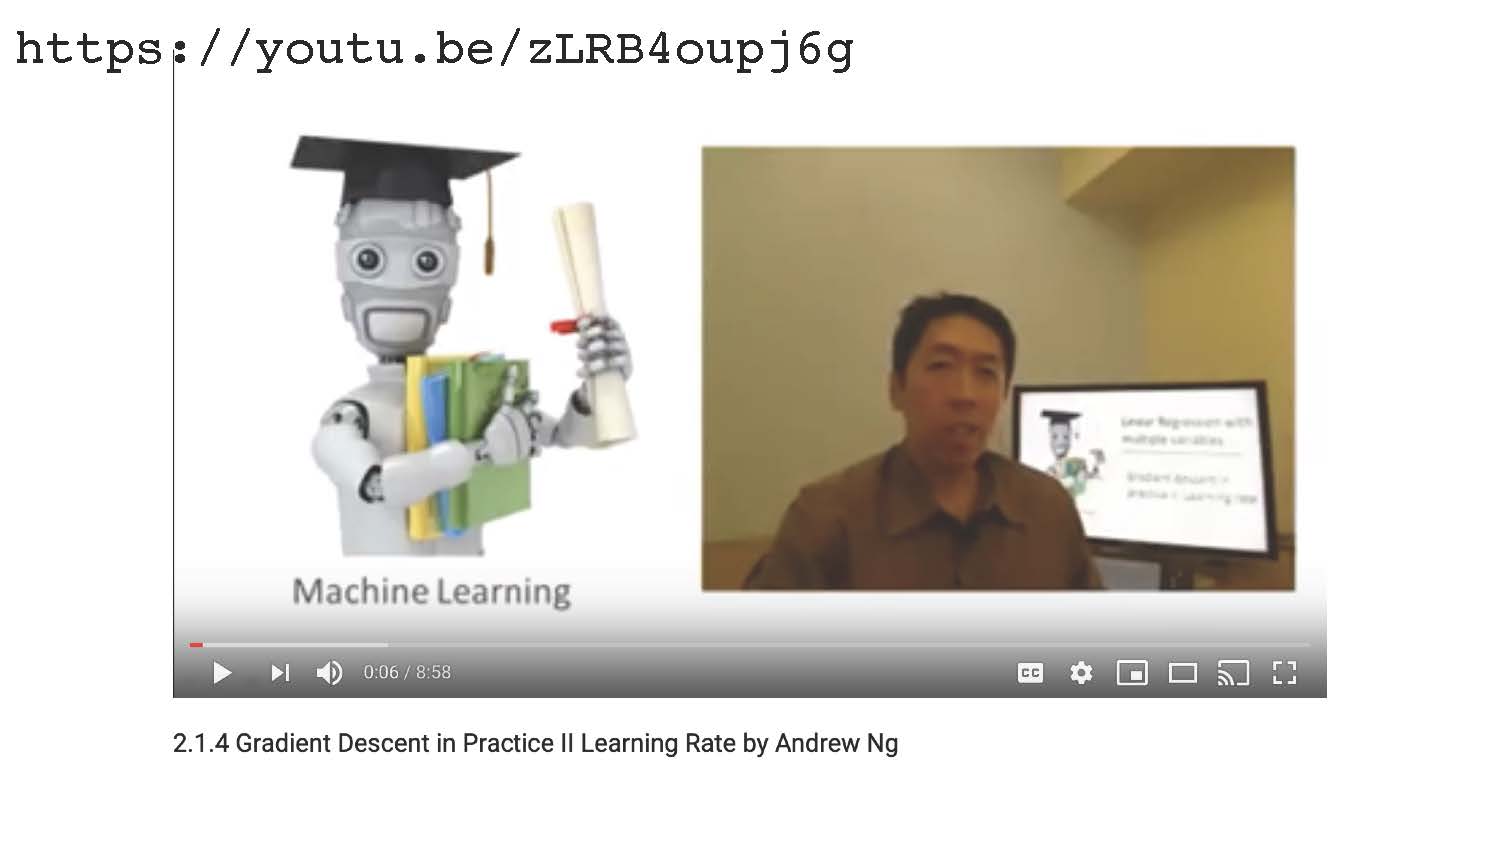 https://youtu.be/zLRB4oupj6g
Linear Regression with
multiple variables
Gradient descent in
practice II: Learning rate
Machine Learning
0:06 / 8:58
CC
2.1.4 Gradient Descent in Practice II Learning Rate by Andrew Ng